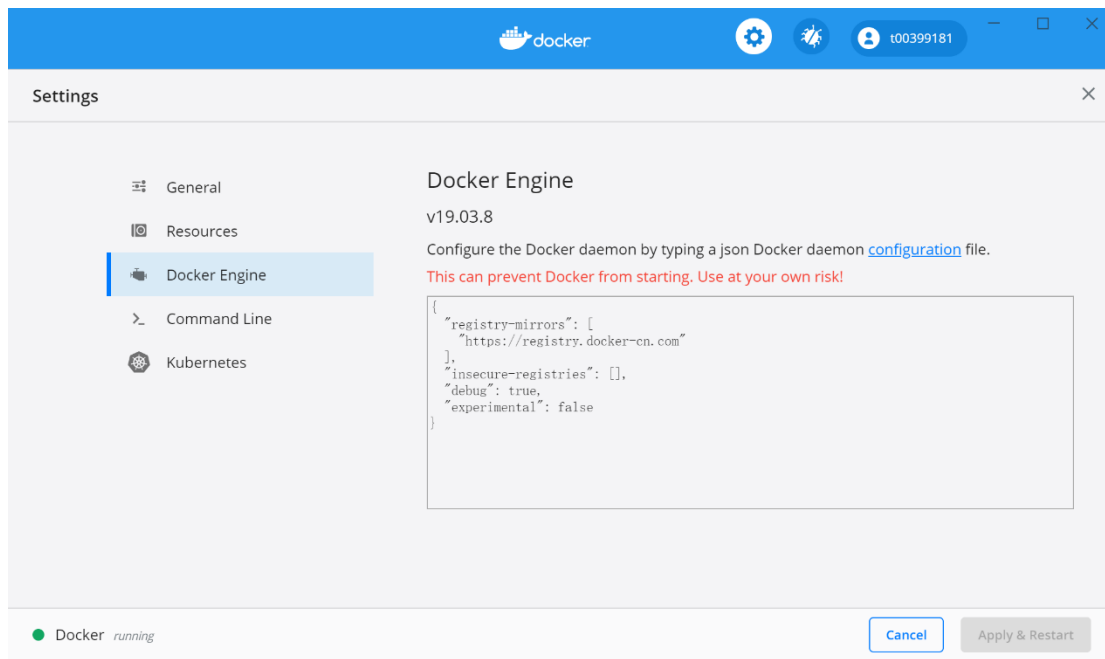 docker
t00399181
Settings
General
Resources
Docker Engine
Command Line
Kubernetes
Docker Engine
v19.03.8
Configure the Docker daemon by typing a json Docker daemon configuration file.
This can prevent Docker from starting. Use at your own risk!
{
  "registry-mirrors": [
    "https://registry.docker-cn.com"
  ],
  "insecure-registries": [],
  "debug": true,
  "experimental": false
}
Docker running
Cancel
Apply & Restart